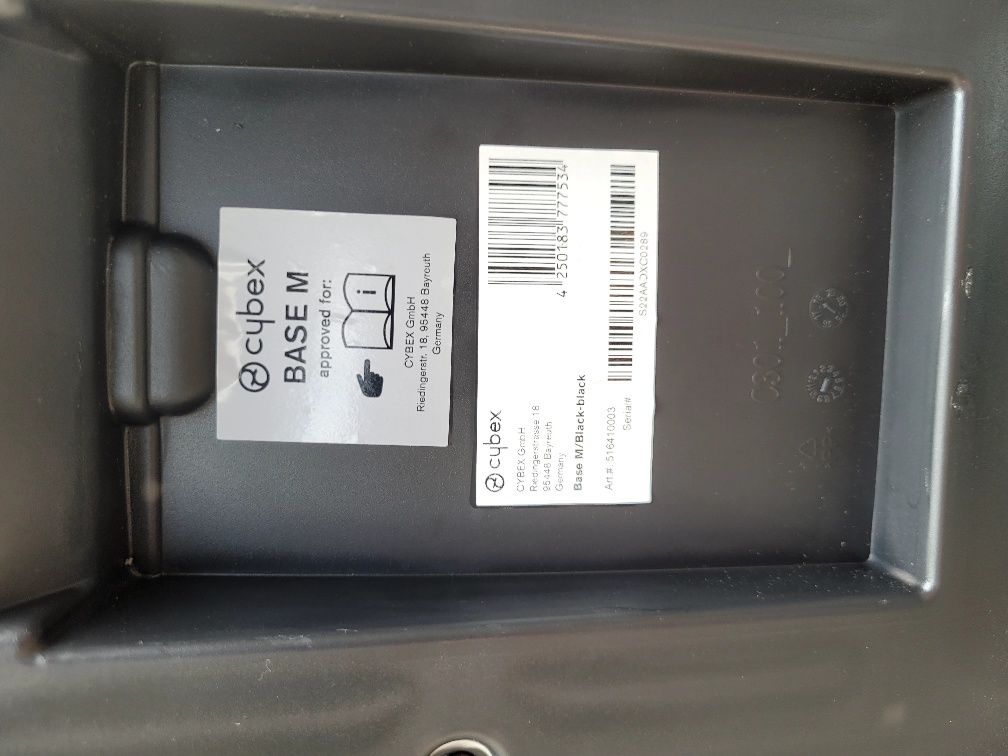 cybex
BASE M
approved for:
i
CYBEX GmbH
Riedingerstr. 18, 95448 Bayreuth
Germany
4 250183 777534
cybex
CYBEX GmbH
Riedingerstrasse 18
95448 Bayreuth
Germany
Base M/Black-black
Art.# 516410003
Serial#
S22AADXC0289